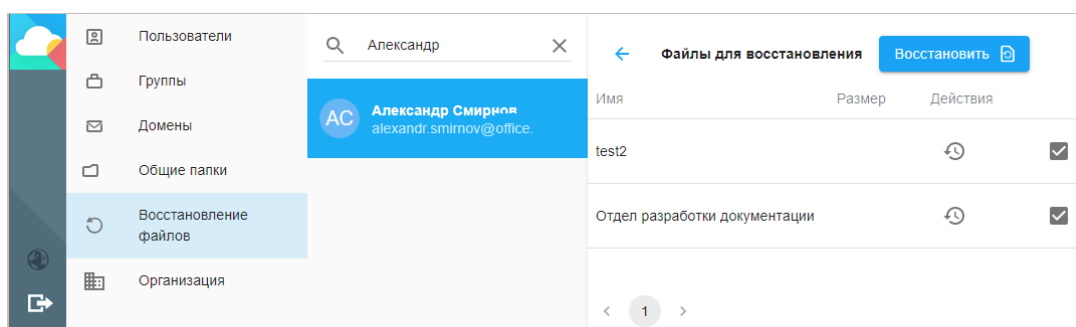 Пользователи
Группы
Домены
Общие папки
Восстановление
файлов
Организация
Александр
АС
Александр Смирнов
alexandr.smirnov@office.
Файлы для восстановления
Восстановить
Имя Размер Действия
test2
Отдел разработки документации
1